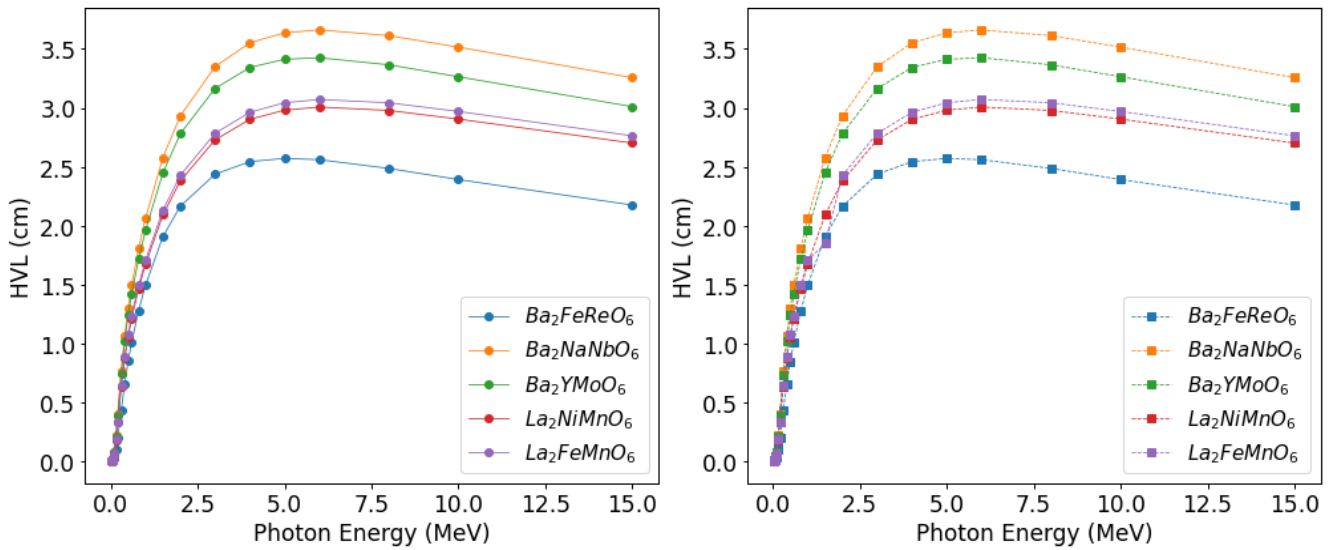 HVL (cm)
3.5
3.0
2.5
2.0
1.5
1.0
0.5
0.0
0.0 2.5 5.0 7.5 10.0 12.5 15.0
Photon Energy (MeV)
Ba₂FeReO₆
Ba₂NaNbO₆
Ba₂YMoO₆
La₂NiMnO₆
La₂FeMnO₆
HVL (cm)
3.5
3.0
2.5
2.0
1.5
1.0
0.5
0.0
0.0 2.5 5.0 7.5 10.0 12.5 15.0
Photon Energy (MeV)
Ba₂FeReO₆
Ba₂NaNbO₆
Ba₂YMoO₆
La₂NiMnO₆
La₂FeMnO₆